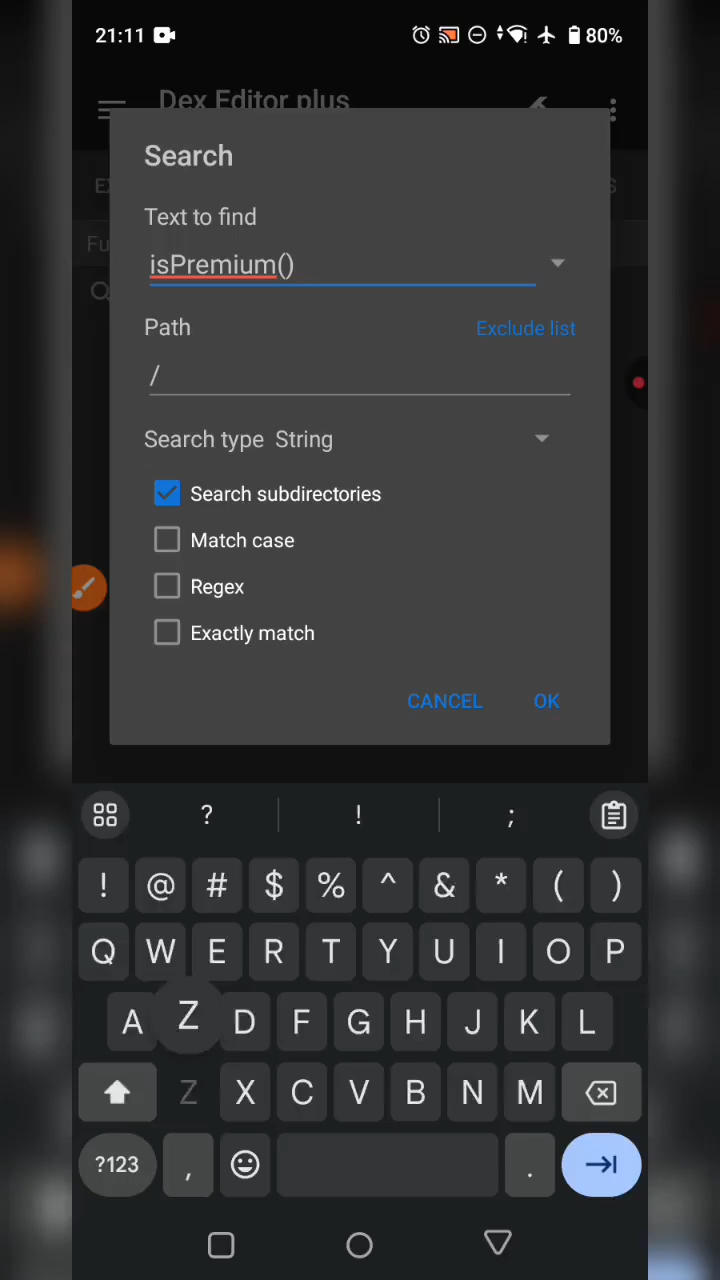 21:11 80%
Dex Editor plus
Search
Text to find
isPremium()
Path Exclude list
/
Search type String
Search subdirectories
Match case
Regex
Exactly match
CANCEL OK
? ! ;
! @ # $ % ^ & * ( )
Q W E R T Y U I O P
A Z D F G H J K L
Z X C V B N M
?123 , .